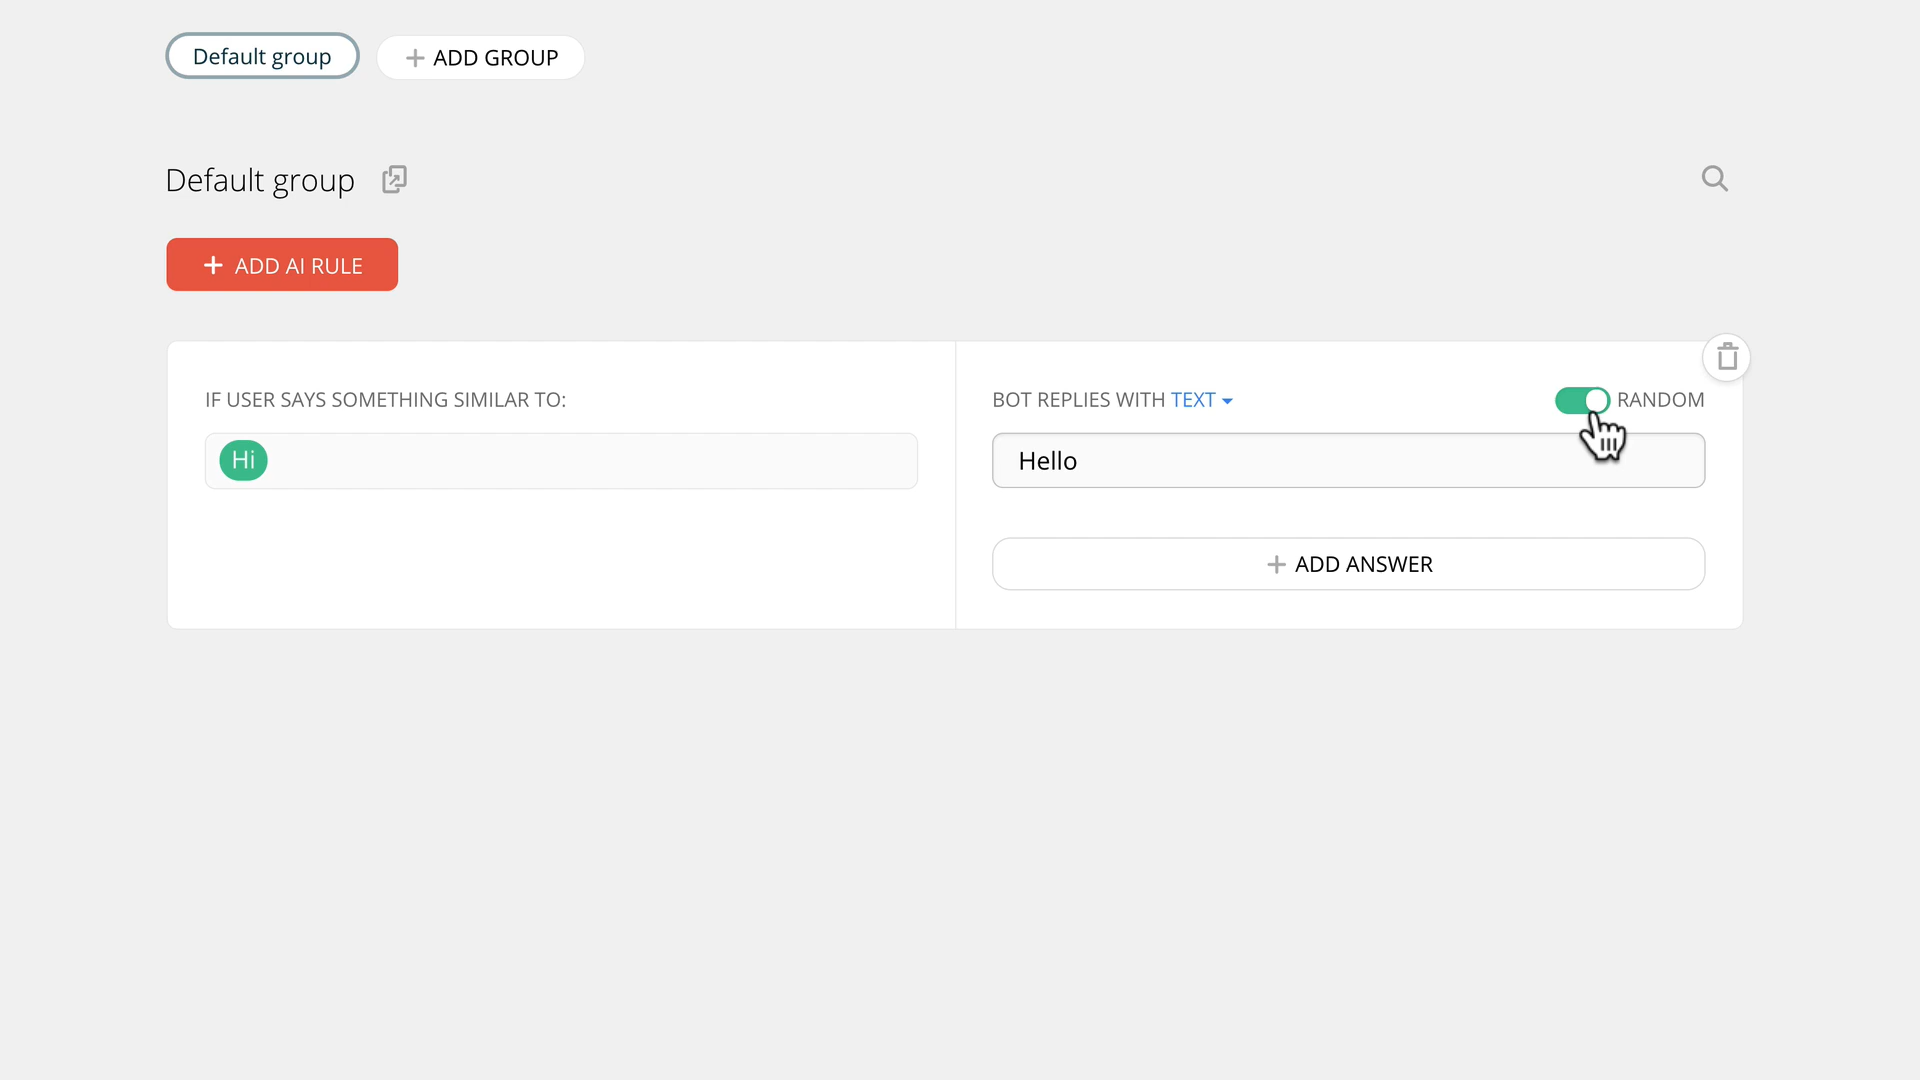 Default group
ADD GROUP
Default group
ADD AI RULE
IF USER SAYS SOMETHING SIMILAR TO:
Hi
BOT REPLIES WITH TEXT
RANDOM
Hello
ADD ANSWER